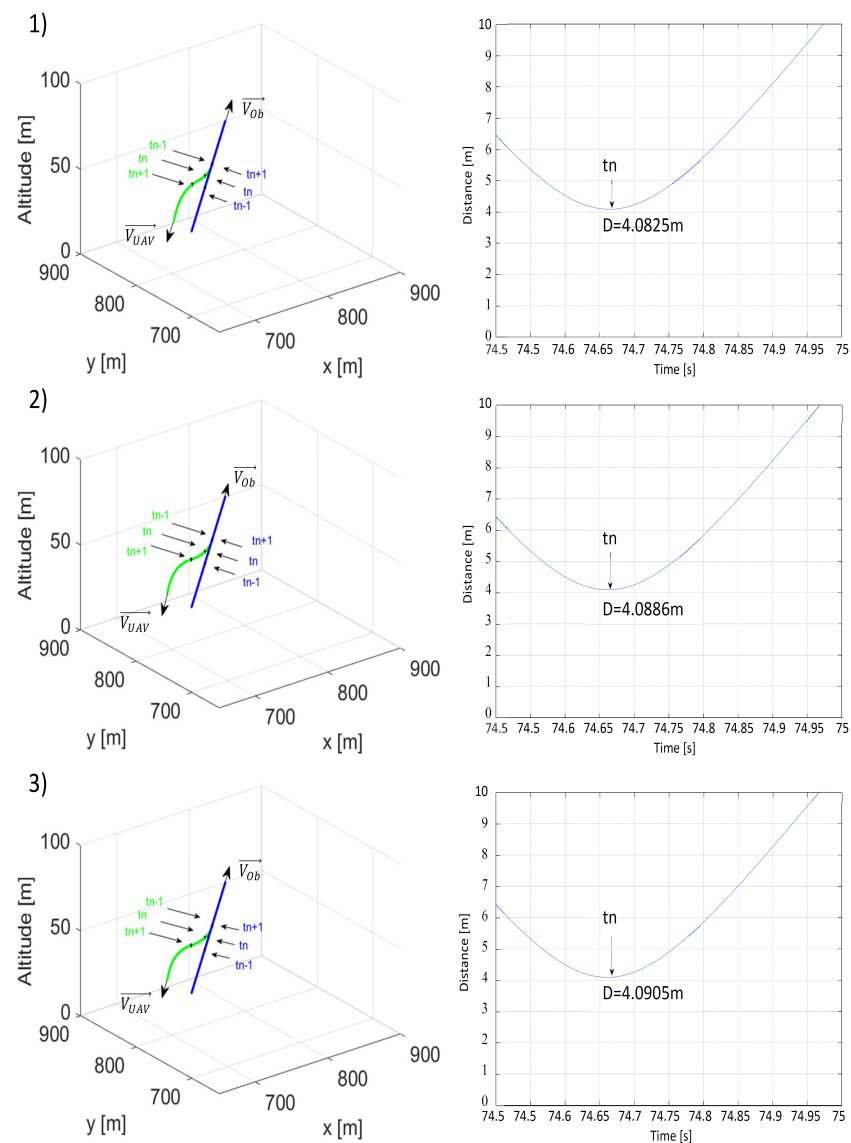 1)
100
50
0
Altitude [m]
900
800
700
y [m]
700
800
900
x [m]
V_Ob
V_UAV
tn-1
tn
tn+1
tn+1
tn
tn-1
10
9
8
7
6
5
4
3
2
1
0
Distance [m]
tn
D=4.0825m
74.5 74.55 74.6 74.65 74.7 74.75 74.8 74.85 74.9 74.95 75
Time [s]
2)
100
50
0
Altitude [m]
900
800
700
y [m]
700
800
900
x [m]
V_Ob
V_UAV
tn-1
tn
tn+1
tn+1
tn
tn-1
10
9
8
7
6
5
4
3
2
1
0
Distance [m]
tn
D=4.0886m
74.5 74.55 74.6 74.65 74.7 74.75 74.8 74.85 74.9 74.95 75
Time [s]
3)
100
50
0
Altitude [m]
900
800
700
y [m]
700
800
900
x [m]
V_Ob
V_UAV
tn-1
tn
tn+1
tn+1
tn
tn-1
10
9
8
7
6
5
4
3
2
1
0
Distance [m]
tn
D=4.0905m
74.5 74.55 74.6 74.65 74.7 74.75 74.8 74.85 74.9 74.95 75
Time [s]